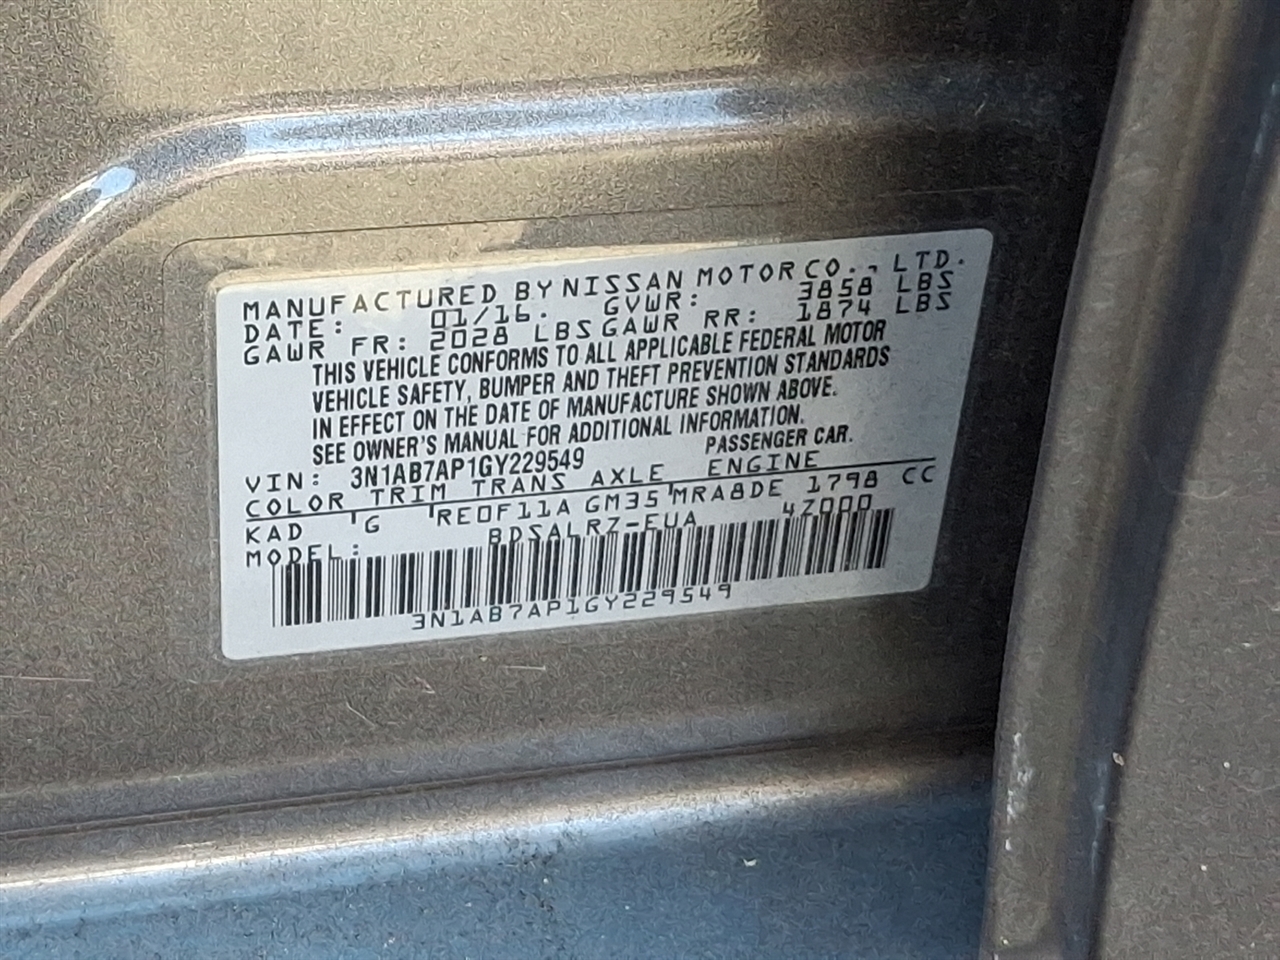 MANUFACTURED BY NISSAN MOTOR CO., LTD.
DATE: 01/16. GVWR: 3858 LBS
GAWR FR: 2028 LBS GAWR RR: 1874 LBS
THIS VEHICLE CONFORMS TO ALL APPLICABLE FEDERAL MOTOR
VEHICLE SAFETY, BUMPER AND THEFT PREVENTION STANDARDS
IN EFFECT ON THE DATE OF MANUFACTURE SHOWN ABOVE.
SEE OWNER'S MANUAL FOR ADDITIONAL INFORMATION.
VIN: 3N1AB7AP1GY229549 PASSENGER CAR.
COLOR TRIM TRANS AXLE ENGINE
KAD G RE0F11A GM35 MRA8DE 1798 CC
MODEL: BDSALRZ-EUA 4Z000
3N1AB7AP1GY229549